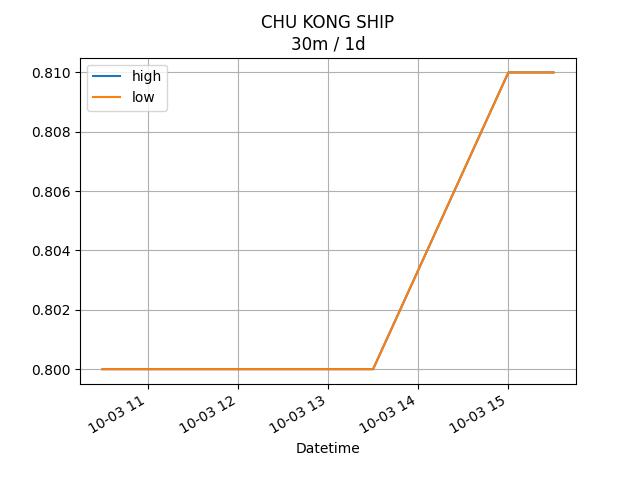 CHU KONG SHIP
30m / 1d
high
low
0.810
0.808
0.806
0.804
0.802
0.800
10-03 11
10-03 12
10-03 13
10-03 14
10-03 15
Datetime